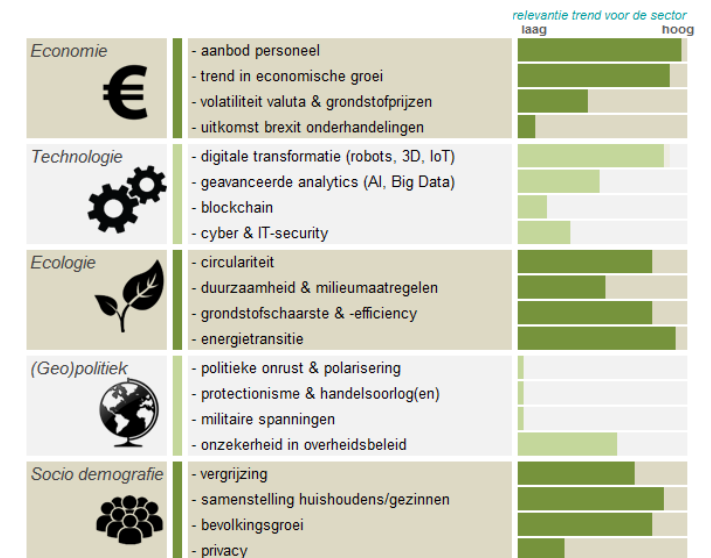 relevantie trend voor de sector
laag hoog
Economie
- aanbod personeel
- trend in economische groei
- volatiliteit valuta & grondstofprijzen
- uitkomst brexit onderhandelingen
Technologie
- digitale transformatie (robots, 3D, IoT)
- geavanceerde analytics (AI, Big Data)
- blockchain
- cyber & IT-security
Ecologie
- circulariteit
- duurzaamheid & milieumaatregelen
- grondstofschaarste & -efficiency
- energietransitie
(Geo)politiek
- politieke onrust & polarisering
- protectionisme & handelsoorlog(en)
- militaire spanningen
- onzekerheid in overheidsbeleid
Socio demografie
- vergrijzing
- samenstelling huishoudens/gezinnen
- bevolkingsgroei
- privacy